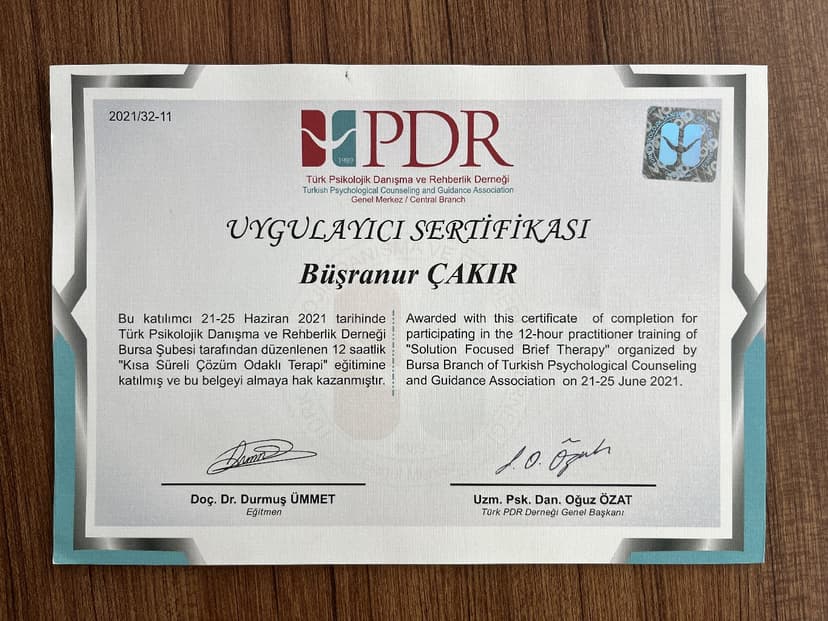 2021/32-11
1989
PDR
Türk Psikolojik Danışma ve Rehberlik Derneği
Turkish Psychological Counseling and Guidance Association
Genel Merkez / Central Branch
UYGULAYICI SERTİFİKASI
Büşranur ÇAKIR
Bu katılımcı 21-25 Haziran 2021 tarihinde
Türk Psikolojik Danışma ve Rehberlik Derneği
Bursa Şubesi tarafından düzenlenen 12 saatlik
"Kısa Süreli Çözüm Odaklı Terapi" eğitimine
katılmış ve bu belgeyi almaya hak kazanmıştır.
Awarded with this certificate of completion for
participating in the 12-hour practitioner training of
"Solution Focused Brief Therapy" organized by
Bursa Branch of Turkish Psychological Counseling
and Guidance Association on 21-25 June 2021.
Doç. Dr. Durmuş ÜMMET
Eğitmen
Uzm. Psk. Dan. Oğuz ÖZAT
Türk PDR Derneği Genel Başkanı